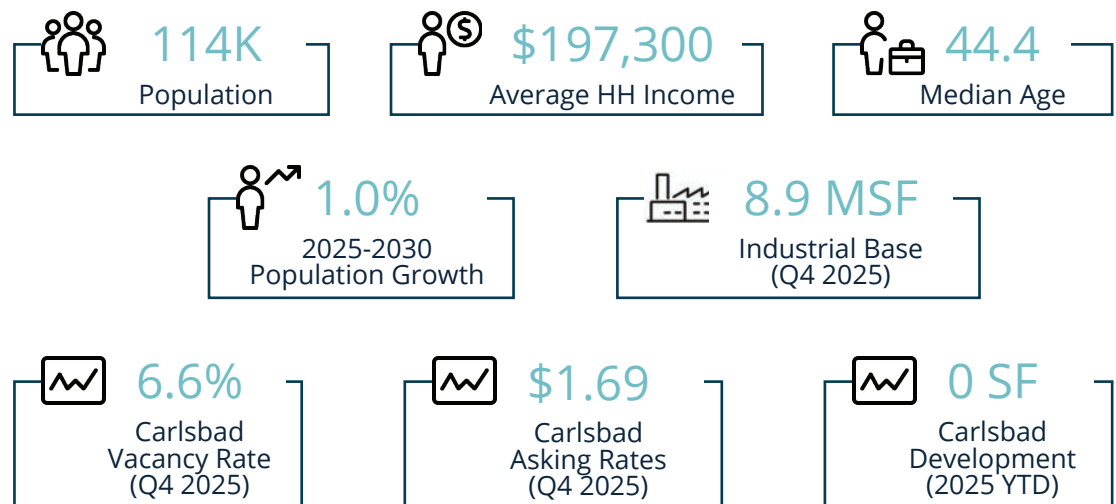 114K
Population
$197,300
Average HH Income
44.4
Median Age
1.0%
2025-2030
Population Growth
8.9 MSF
Industrial Base
(Q4 2025)
6.6%
Carlsbad
Vacancy Rate
(Q4 2025)
$1.69
Carlsbad
Asking Rates
(Q4 2025)
0 SF
Carlsbad
Development
(2025 YTD)